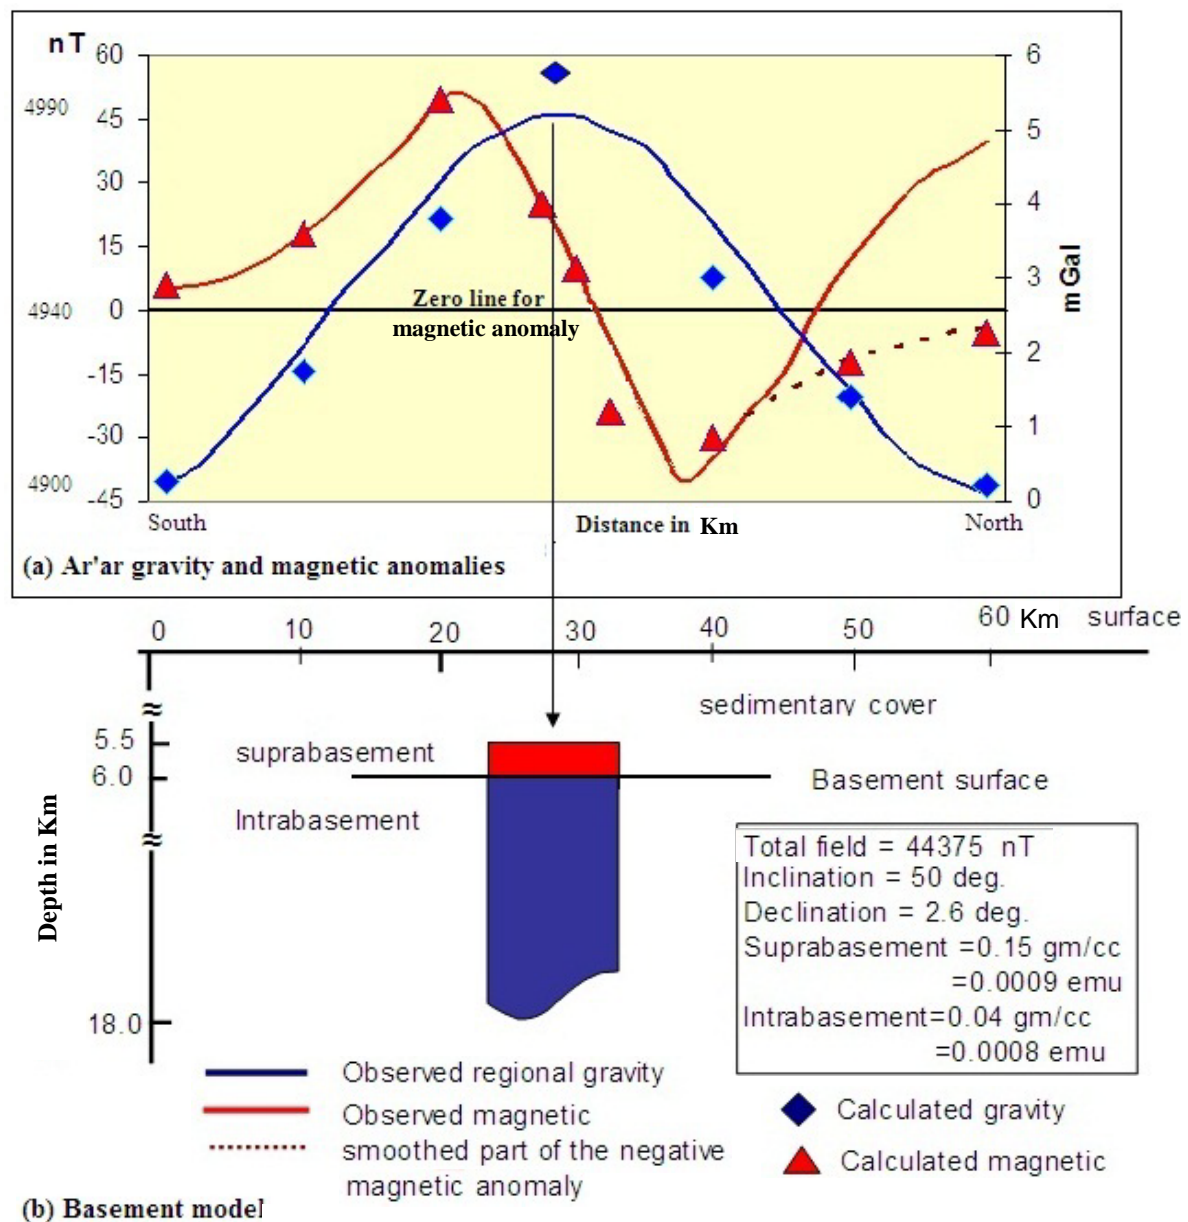 nT
60
45
30
15
0
-15
-30
-45
4990
4940
4900
6
5
4
3
2
1
0
mGal
Zero line for
magnetic anomaly
South
Distance in Km
North
(a) Ar'ar gravity and magnetic anomalies
0 10 20 30 40 50 60 Km surface
sedimentary cover
5.5
suprabasement
6.0
Basement surface
Intrabasement
Depth in Km
18.0
Total field = 44375 nT
Inclination = 50 deg.
Declination = 2.6 deg.
Suprabasement =0.15 gm/cc
=0.0009 emu
Intrabasement=0.04 gm/cc
=0.0008 emu
Observed regional gravity
Observed magnetic
smoothed part of the negative
magnetic anomaly
Calculated gravity
Calculated magnetic
(b) Basement model